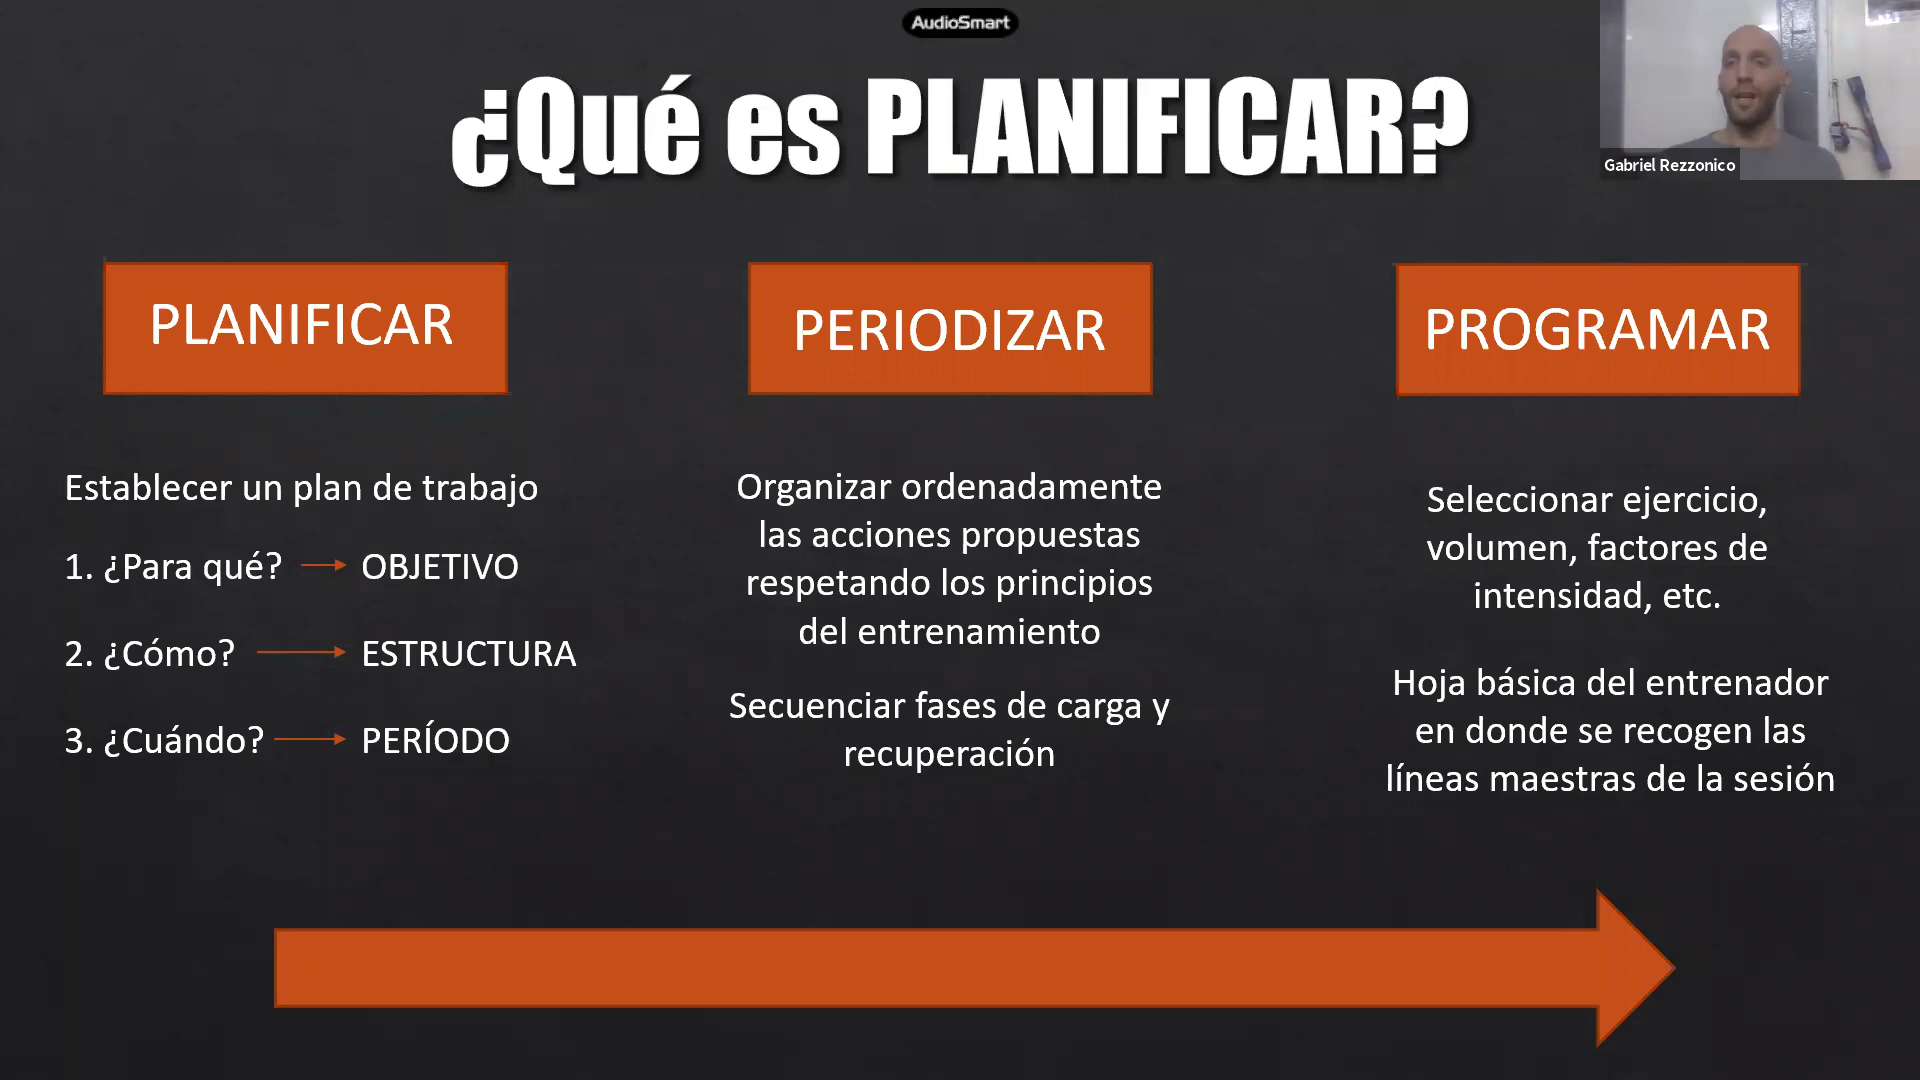 AudioSmart
¿Qué es PLANIFICAR?
Gabriel Rezzonico
PLANIFICAR
Establecer un plan de trabajo
1. ¿Para qué? OBJETIVO
2. ¿Cómo? ESTRUCTURA
3. ¿Cuándo? PERÍODO
PERIODIZAR
Organizar ordenadamente
las acciones propuestas
respetando los principios
del entrenamiento
Secuenciar fases de carga y
recuperación
PROGRAMAR
Seleccionar ejercicio,
volumen, factores de
intensidad, etc.
Hoja básica del entrenador
en donde se recogen las
líneas maestras de la sesión